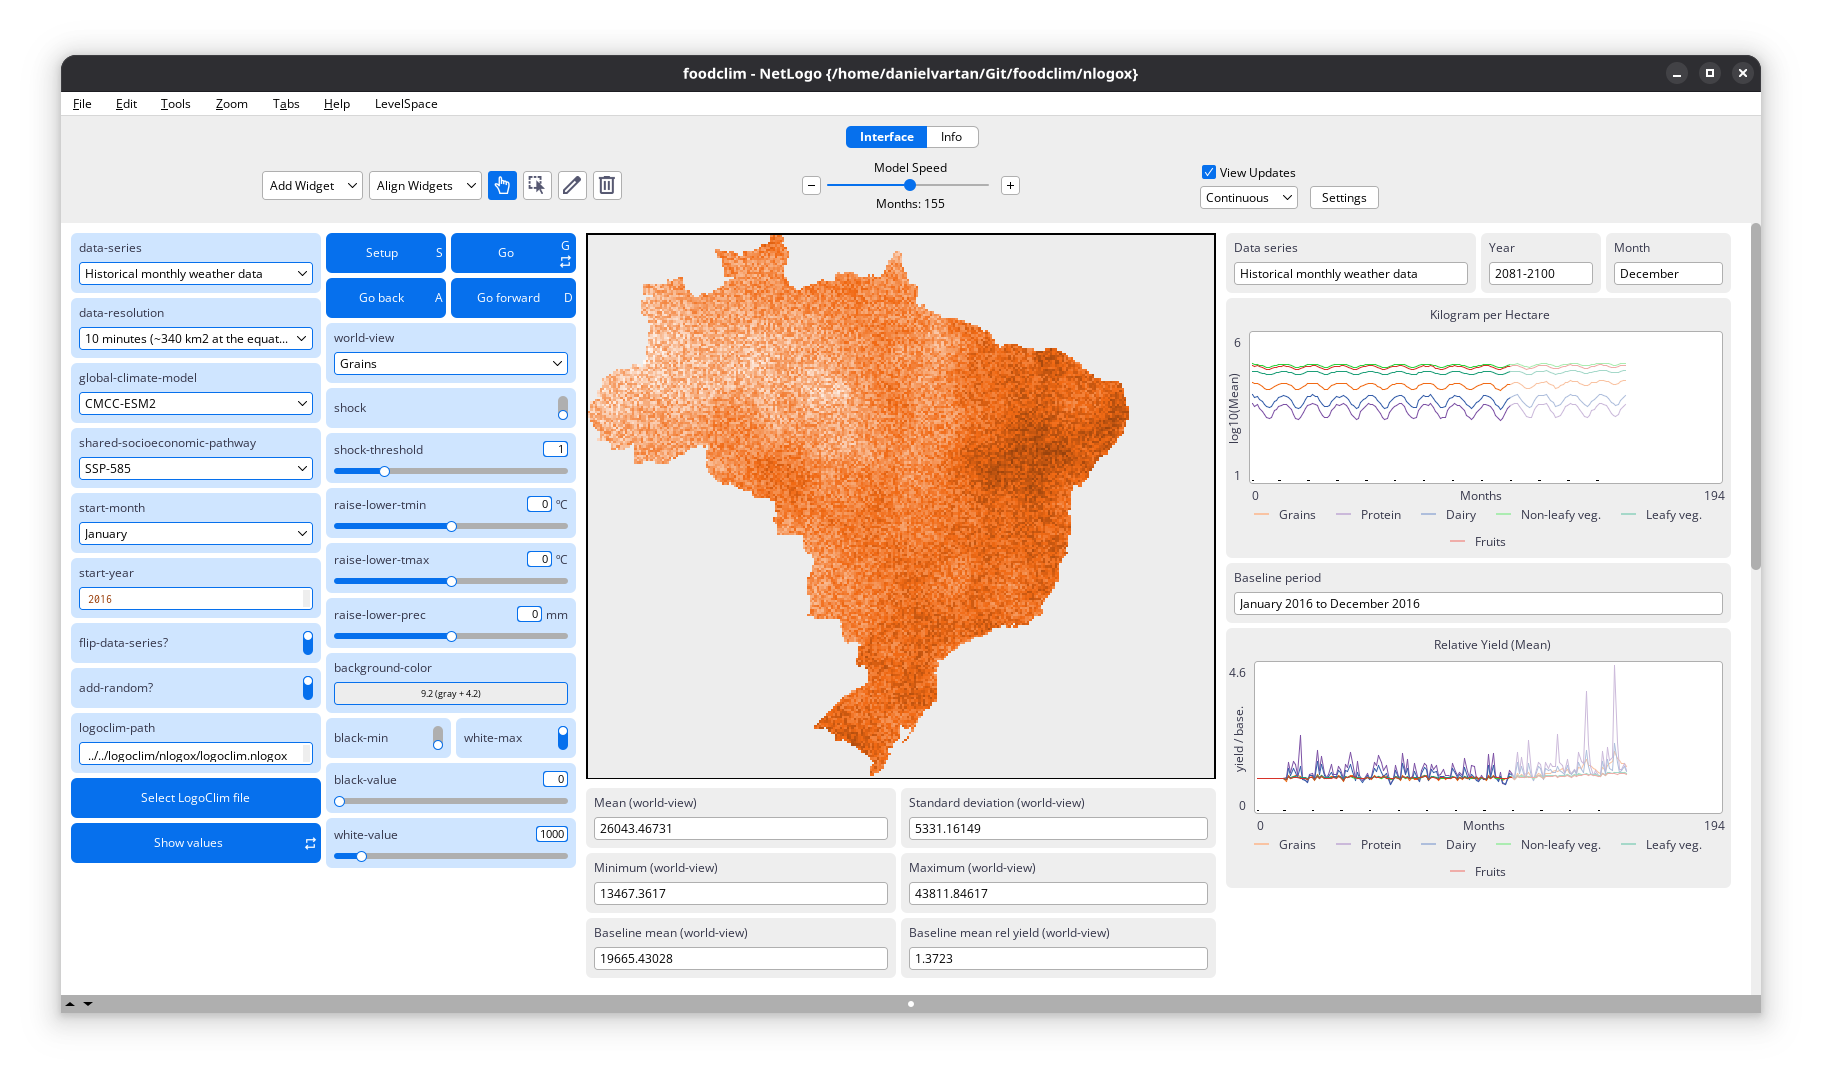 foodclim - NetLogo {/home/danielvartan/Git/foodclim/nlogox}
File Edit Tools Zoom Tabs Help LevelSpace
Interface Info
Add Widget
Align Widgets
Model Speed
Months: 155
View Updates
Continuous
Settings
data-series
Historical monthly weather data
data-resolution
10 minutes (~340 km2 at the equat...
global-climate-model
CMCC-ESM2
shared-socioeconomic-pathway
SSP-585
start-month
January
start-year
2016
flip-data-series?
add-random?
logoclim-path
../../logoclim/nlogox/logoclim.nlogox
Select LogoClim file
Show values
Setup S
Go G
Go back A
Go forward D
world-view
Grains
shock
shock-threshold 1
raise-lower-tmin 0 °C
raise-lower-tmax 0 °C
raise-lower-prec 0 mm
background-color
9.2 (gray + 4.2)
black-min
white-max
black-value 0
white-value 1000
Mean (world-view)
26043.46731
Standard deviation (world-view)
5331.16149
Minimum (world-view)
13467.3617
Maximum (world-view)
43811.84617
Baseline mean (world-view)
19665.43028
Baseline mean rel yield (world-view)
1.3723
Data series
Historical monthly weather data
Year
2081-2100
Month
December
Kilogram per Hectare
6
log10(Mean)
1
0 Months 194
Grains Protein Dairy Non-leafy veg. Leafy veg.
Fruits
Baseline period
January 2016 to December 2016
Relative Yield (Mean)
4.6
yield / base.
0
0 Months 194
Grains Protein Dairy Non-leafy veg. Leafy veg.
Fruits